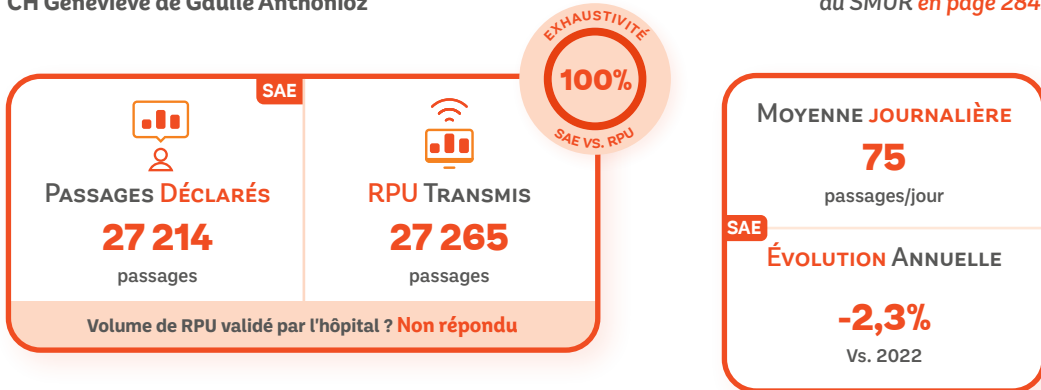 CH Geneviève de Gaulle Anthonioz
du SMUR en page 284
EXHAUSTIVITÉ
100%
SAE VS. RPU
SAE
PASSAGES DÉCLARÉS
27 214
passages
RPU TRANSMIS
27 265
passages
Volume de RPU validé par l'hôpital ? Non répondu
MOYENNE JOURNALIÈRE
75
passages/jour
SAE
ÉVOLUTION ANNUELLE
-2,3%
Vs. 2022